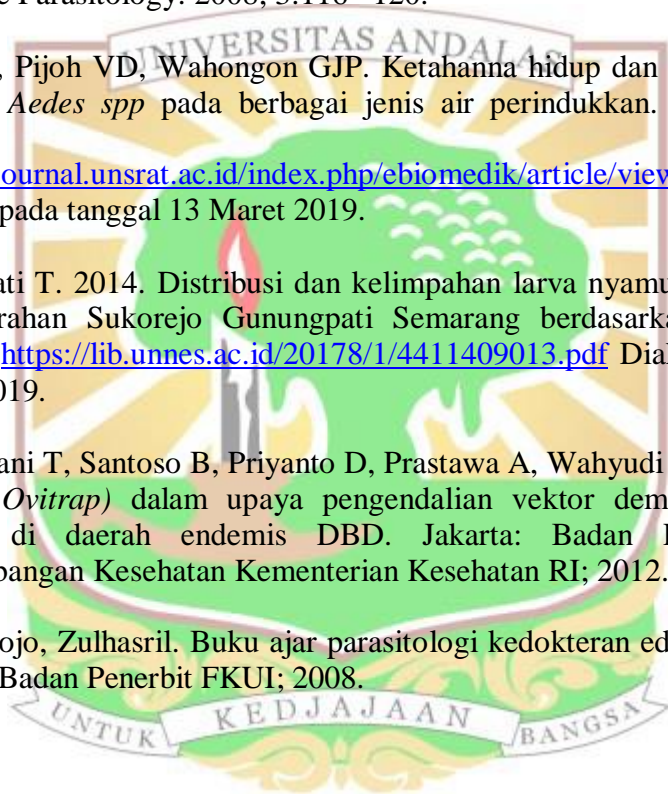 Parasitology. 2008; 3:116–120.
UNIVERSITAS ANDALAS
, Pijoh VD, Wahongon GJP. Ketahanna hidup dan
Aedes spp pada berbagai jenis air perindukkan.
ournal.unsrat.ac.id/index.php/ebiomedik/article/view
pada tanggal 13 Maret 2019.
ati T. 2014. Distribusi dan kelimpahan larva nyamu
rahan Sukorejo Gunungpati Semarang berdasarka
https://lib.unnes.ac.id/20178/1/4411409013.pdf Dial
019.
ani T, Santoso B, Priyanto D, Prastawa A, Wahyudi
Ovitrap) dalam upaya pengendalian vektor dem
di daerah endemis DBD. Jakarta: Badan
bangan Kesehatan Kementerian Kesehatan RI; 2012.
ojo, Zulhasril. Buku ajar parasitologi kedokteran ed
Badan Penerbit FKUI; 2008.
UNTUK KEDJAJAAN BANGSA